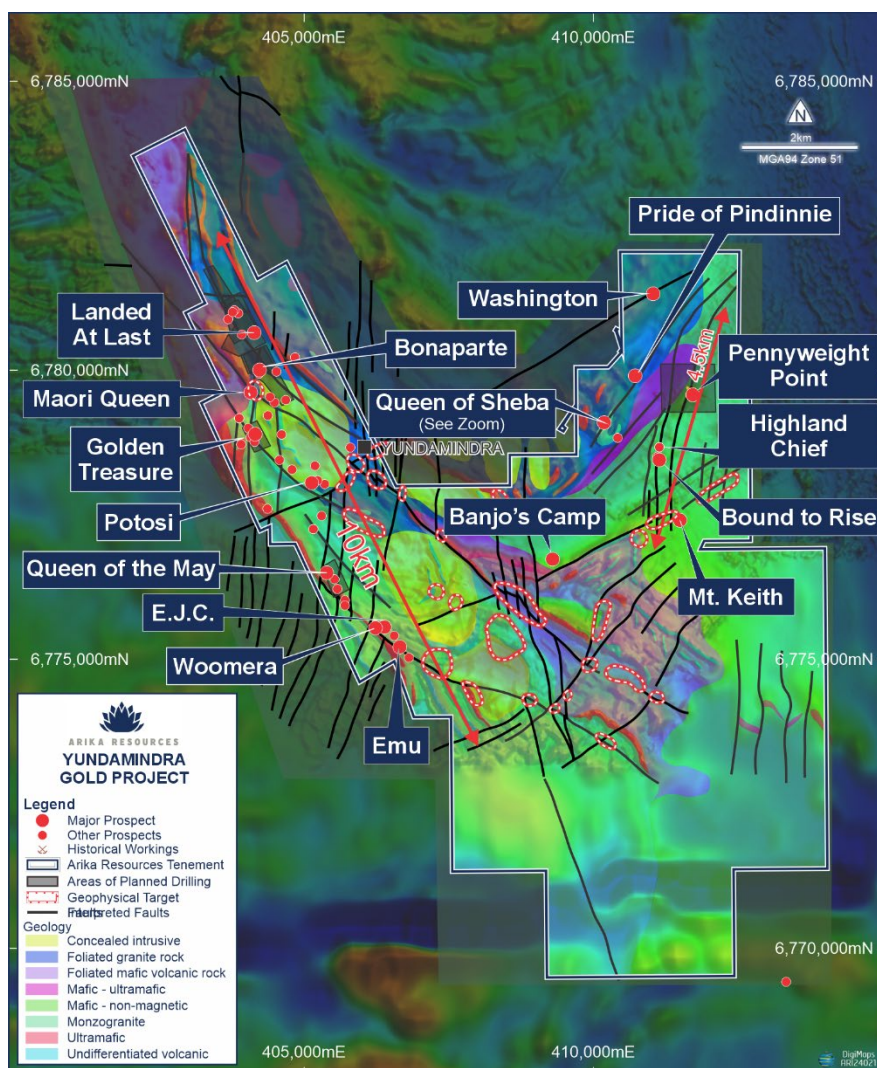 405,000mE
410,000mE
6,785,000mN
6,785,000mN
N
2km
MGA94 Zone 51
Pride of Pindinnie
Washington
Landed
At Last
Bonaparte
4.5km
Pennyweight
Point
6,780,000mN
Maori Queen
Queen of Sheba
(See Zoom)
YUNDAMINDRA
Highland
Chief
Golden
Treasure
Potosi
10km
Banjo's Camp
Bound to Rise
Queen of the May
Mt. Keith
E.J.C.
Woomera
6,775,000mN
6,775,000mN
Emu
ARIKA RESOURCES
YUNDAMINDRA
GOLD PROJECT
Legend
Major Prospect
Other Prospects
Historical Workings
Arika Resources Tenement
Areas of Planned Drilling
Geophysical Target
Interpreted Faults
Geology
Concealed intrusive
Foliated granite rock
Foliated mafic volcanic rock
Mafic - ultramafic
Mafic - non-magnetic
Monzogranite
Ultramafic
Undifferentiated volcanic
6,770,000mN
405,000mE
410,000mE
DigiMaps
ARI24021